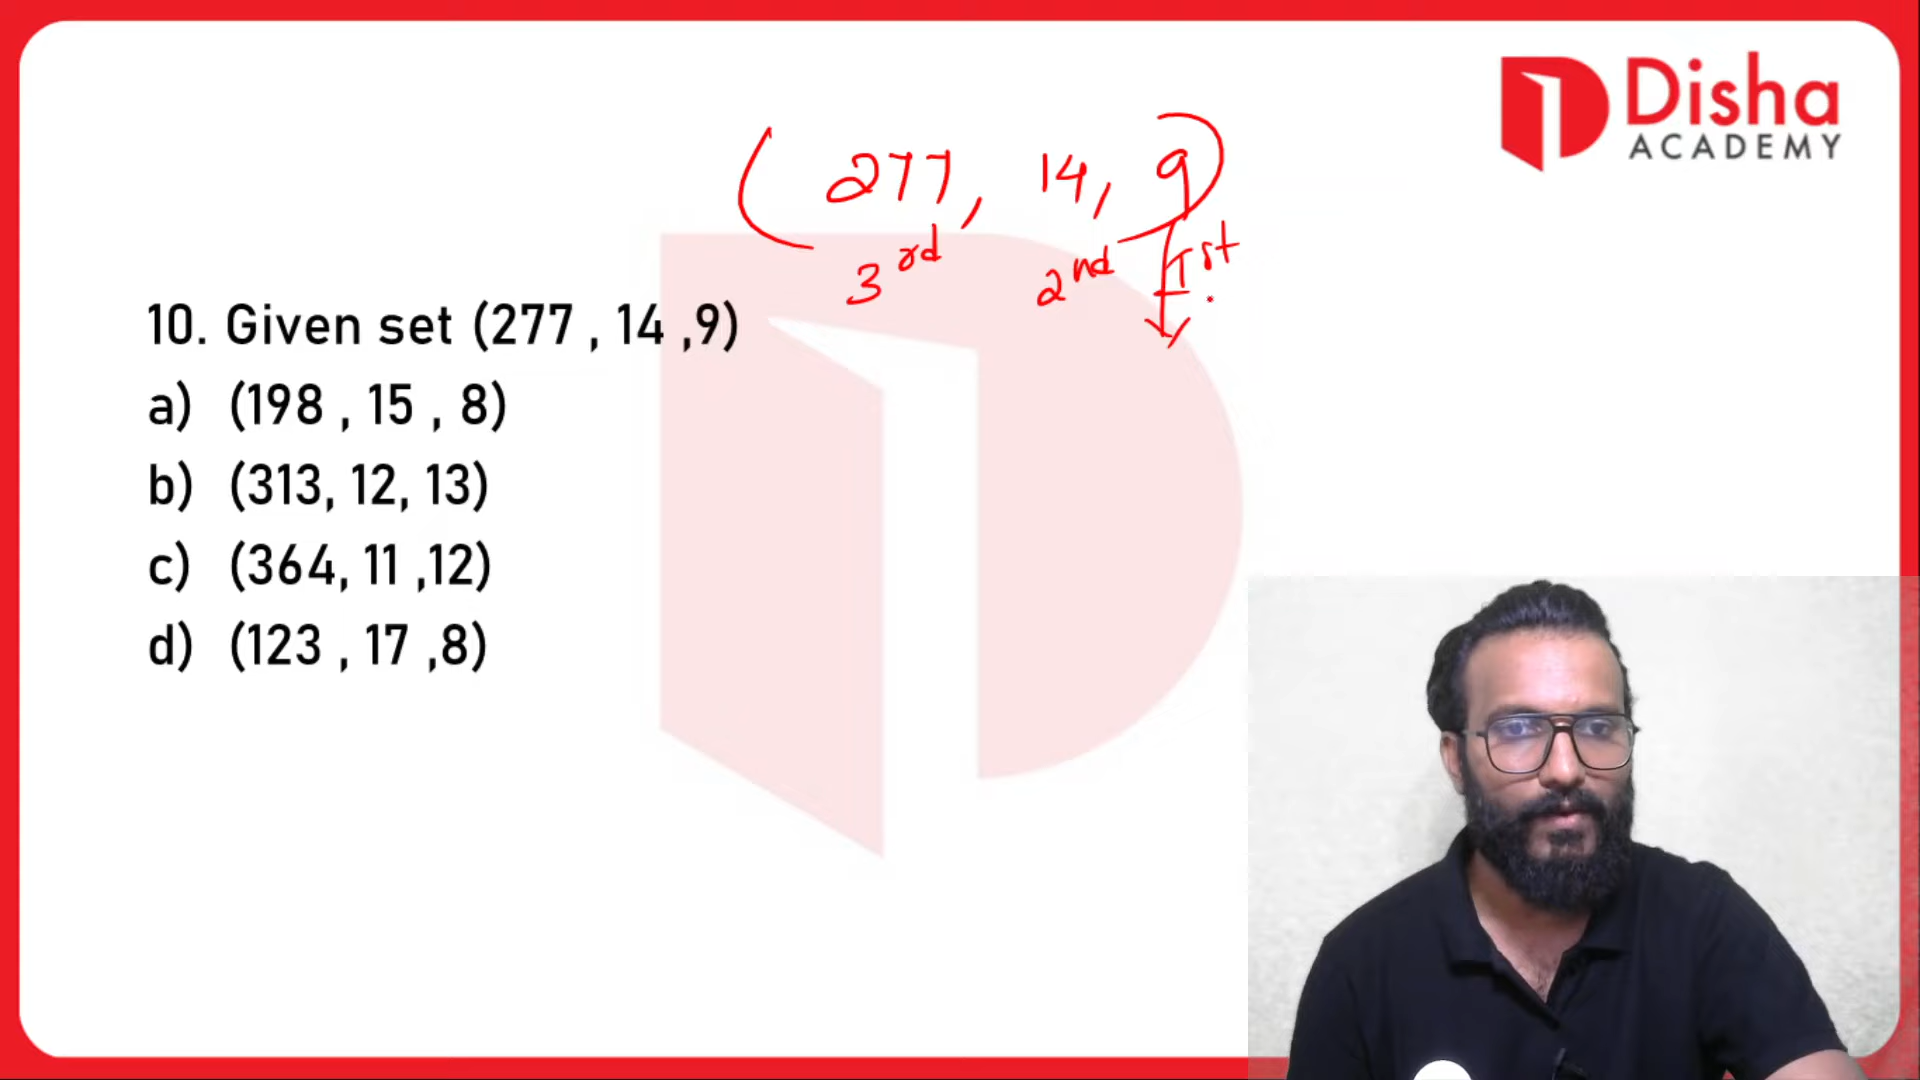 Disha
ACADEMY
(277, 14, 9)
3rd 2nd 1st
10. Given set (277 , 14 ,9)
a) (198 , 15 , 8)
b) (313, 12, 13)
c) (364, 11 ,12)
d) (123 , 17 ,8)